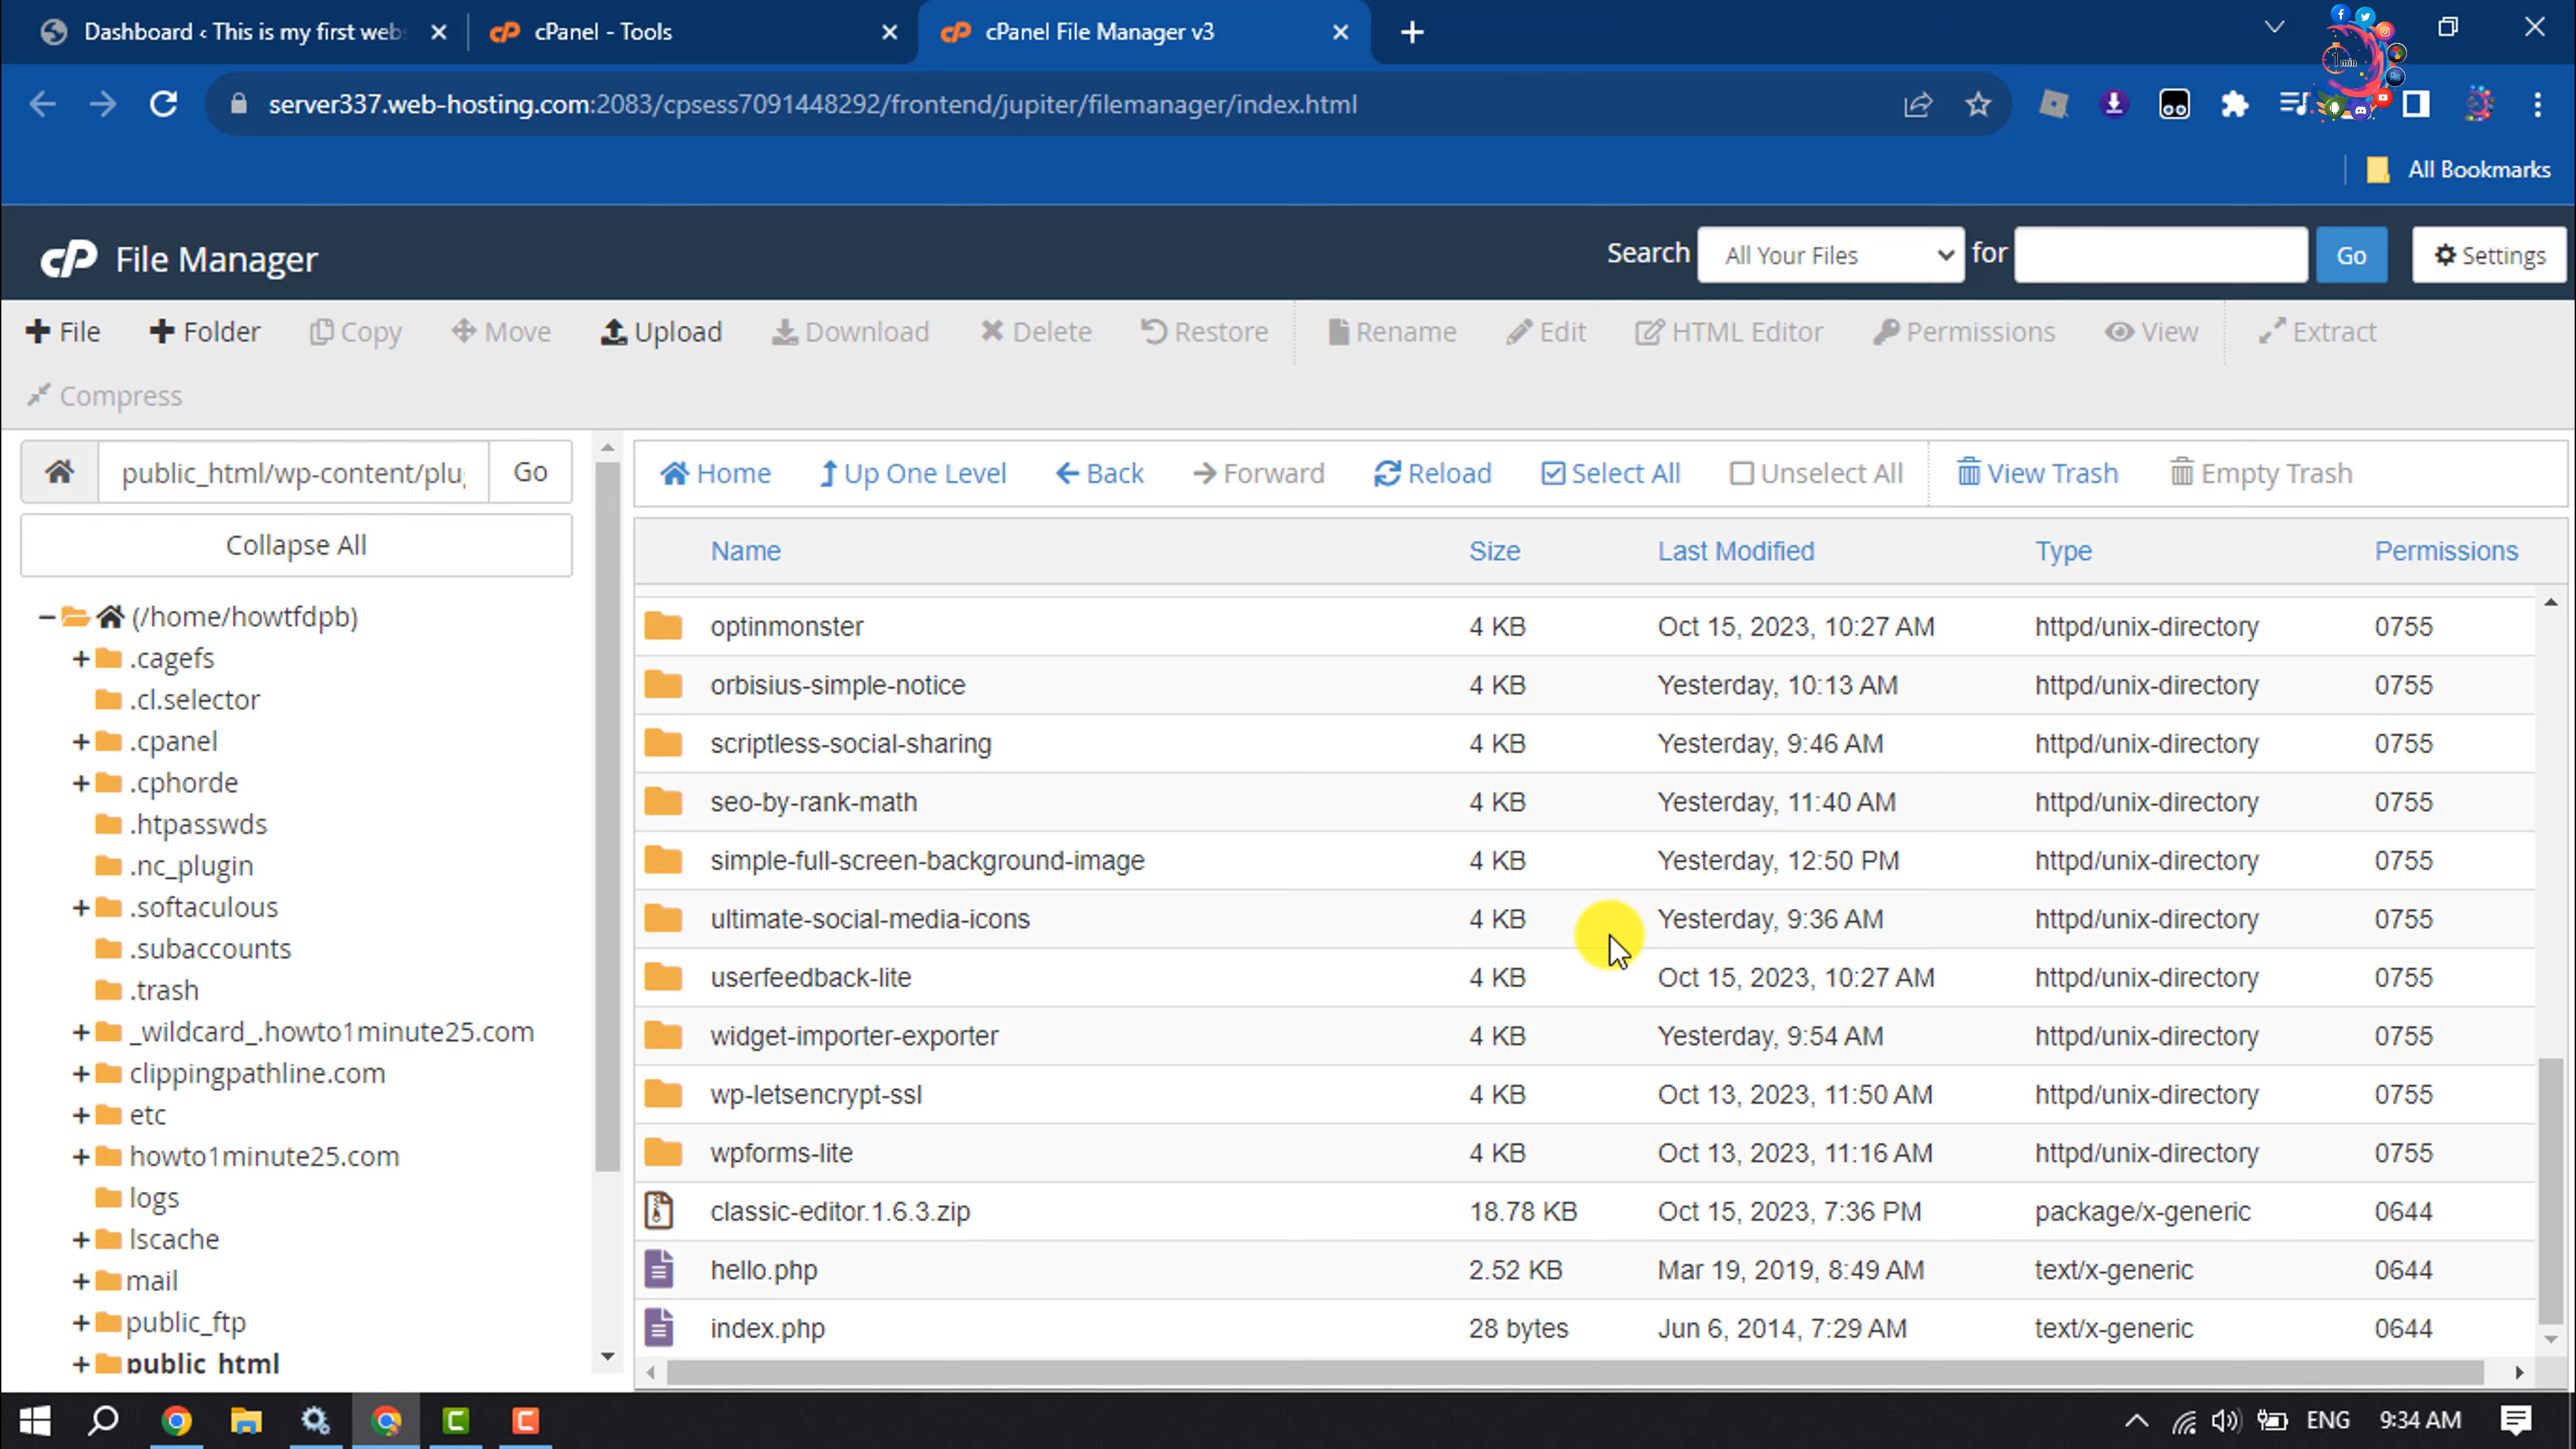 Dashboard ‹ This is my first webs
cPanel - Tools
cPanel File Manager v3
1 min
server337.web-hosting.com:2083/cpsess7091448292/frontend/jupiter/filemanager/index.html
All Bookmarks
cP File Manager
Search All Your Files for Go Settings
File Folder Copy Move Upload Download Delete Restore Rename Edit HTML Editor Permissions View Extract
Compress
public_html/wp-content/plu Go
Collapse All
(/home/howtfdpb)
.cagefs
.cl.selector
.cpanel
.cphorde
.htpasswds
.nc_plugin
.softaculous
.subaccounts
.trash
_wildcard_.howto1minute25.com
clippingpathline.com
etc
howto1minute25.com
logs
lscache
mail
public_ftp
public_html
Home Up One Level Back Forward Reload Select All Unselect All View Trash Empty Trash
Name Size Last Modified Type Permissions
optinmonster 4 KB Oct 15, 2023, 10:27 AM httpd/unix-directory 0755
orbisius-simple-notice 4 KB Yesterday, 10:13 AM httpd/unix-directory 0755
scriptless-social-sharing 4 KB Yesterday, 9:46 AM httpd/unix-directory 0755
seo-by-rank-math 4 KB Yesterday, 11:40 AM httpd/unix-directory 0755
simple-full-screen-background-image 4 KB Yesterday, 12:50 PM httpd/unix-directory 0755
ultimate-social-media-icons 4 KB Yesterday, 9:36 AM httpd/unix-directory 0755
userfeedback-lite 4 KB Oct 15, 2023, 10:27 AM httpd/unix-directory 0755
widget-importer-exporter 4 KB Yesterday, 9:54 AM httpd/unix-directory 0755
wp-letsencrypt-ssl 4 KB Oct 13, 2023, 11:50 AM httpd/unix-directory 0755
wpforms-lite 4 KB Oct 13, 2023, 11:16 AM httpd/unix-directory 0755
classic-editor.1.6.3.zip 18.78 KB Oct 15, 2023, 7:36 PM package/x-generic 0644
hello.php 2.52 KB Mar 19, 2019, 8:49 AM text/x-generic 0644
index.php 28 bytes Jun 6, 2014, 7:29 AM text/x-generic 0644
ENG 9:34 AM